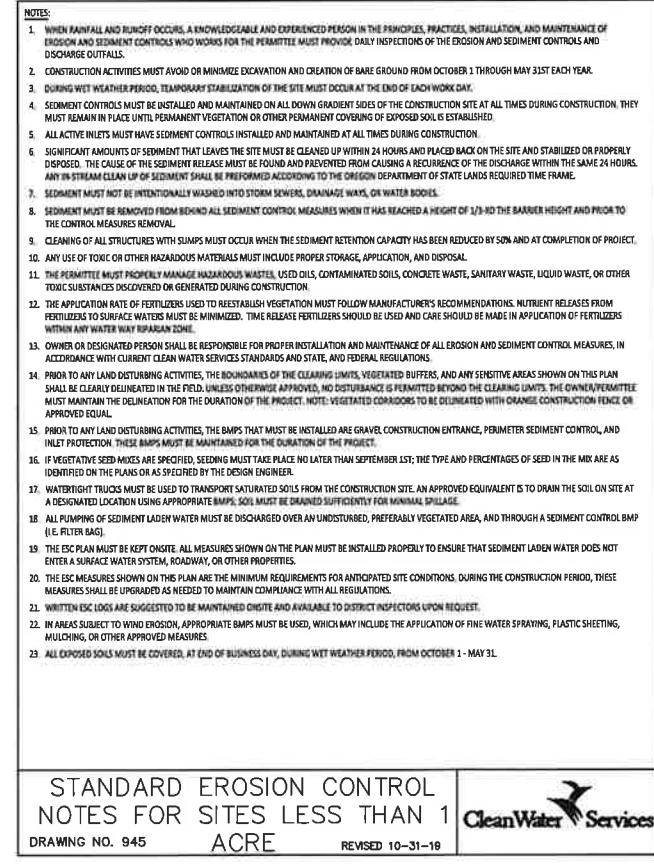 NOTES:
1. WHEN RAINFALL AND RUNOFF OCCURS, A KNOWLEDGEABLE AND EXPERIENCED PERSON IN THE PRINCIPLES, PRACTICES, INSTALLATION, AND MAINTENANCE OF
EROSION AND SEDIMENT CONTROLS WHO WORKS FOR THE PERMITTEE MUST PROVIDE DAILY INSPECTIONS OF THE EROSION AND SEDIMENT CONTROLS AND
DISCHARGE OUTFALLS.
2. CONSTRUCTION ACTIVITIES MUST AVOID OR MINIMIZE EXCAVATION AND CREATION OF BARE GROUND FROM OCTOBER 1 THROUGH MAY 31ST EACH YEAR.
3. DURING WET WEATHER PERIOD, TEMPORARY STABILIZATION OF THE SITE MUST OCCUR AT THE END OF EACH WORK DAY.
4. SEDIMENT CONTROLS MUST BE INSTALLED AND MAINTAINED ON ALL DOWN GRADIENT SIDES OF THE CONSTRUCTION SITE AT ALL TIMES DURING CONSTRUCTION. THEY
MUST REMAIN IN PLACE UNTIL PERMANENT VEGETATION OR OTHER PERMANENT COVERING OF EXPOSED SOIL IS ESTABLISHED.
5. ALL ACTIVE INLETS MUST HAVE SEDIMENT CONTROLS INSTALLED AND MAINTAINED AT ALL TIMES DURING CONSTRUCTION.
6. SIGNIFICANT AMOUNTS OF SEDIMENT THAT LEAVES THE SITE MUST BE CLEANED UP WITHIN 24 HOURS AND PLACED BACK ON THE SITE AND STABILIZED OR PROPERLY
DISPOSED. THE CAUSE OF THE SEDIMENT RELEASE MUST BE FOUND AND PREVENTED FROM CAUSING A RECURRENCE OF THE DISCHARGE WITHIN THE SAME 24 HOURS.
ANY IN-STREAM CLEAN UP OF SEDIMENT SHALL BE PREFORMED ACCORDING TO THE OREGON DEPARTMENT OF STATE LANDS REQUIRED TIME FRAME.
7. SEDIMENT MUST NOT BE INTENTIONALLY WASHED INTO STORM SEWERS, DRAINAGE WAYS, OR WATER BODIES.
8. SEDIMENT MUST BE REMOVED FROM BEHIND ALL SEDIMENT CONTROL MEASURES WHEN IT HAS REACHED A HEIGHT OF 1/3-RD THE BARRIER HEIGHT AND PRIOR TO
THE CONTROL MEASURES REMOVAL.
9. CLEANING OF ALL STRUCTURES WITH SUMPS MUST OCCUR WHEN THE SEDIMENT RETENTION CAPACITY HAS BEEN REDUCED BY 50% AND AT COMPLETION OF PROJECT.
10. ANY USE OF TOXIC OR OTHER HAZARDOUS MATERIALS MUST INCLUDE PROPER STORAGE, APPLICATION, AND DISPOSAL.
11. THE PERMITTEE MUST PROPERLY MANAGE HAZARDOUS WASTES, USED OILS, CONTAMINATED SOILS, CONCRETE WASTE, SANITARY WASTE, LIQUID WASTE, OR OTHER
TOXIC SUBSTANCES DISCOVERED OR GENERATED DURING CONSTRUCTION.
12. THE APPLICATION RATE OF FERTILIZERS USED TO REESTABLISH VEGETATION MUST FOLLOW MANUFACTURER'S RECOMMENDATIONS. NUTRIENT RELEASES FROM
FERTILIZERS TO SURFACE WATERS MUST BE MINIMIZED. TIME RELEASE FERTILIZERS SHOULD BE USED AND CARE SHOULD BE MADE IN APPLICATION OF FERTILIZERS
WITHIN ANY WATER WAY RIPARIAN ZONE.
13. OWNER OR DESIGNATED PERSON SHALL BE RESPONSIBLE FOR PROPER INSTALLATION AND MAINTENANCE OF ALL EROSION AND SEDIMENT CONTROL MEASURES, IN
ACCORDANCE WITH CURRENT CLEAN WATER SERVICES STANDARDS AND STATE, AND FEDERAL REGULATIONS.
14. PRIOR TO ANY LAND DISTURBING ACTIVITIES, THE BOUNDARIES OF THE CLEARING LIMITS, VEGETATED BUFFERS, AND ANY SENSITIVE AREAS SHOWN ON THIS PLAN
SHALL BE CLEARLY DELINEATED IN THE FIELD. UNLESS OTHERWISE APPROVED, NO DISTURBANCE IS PERMITTED BEYOND THE CLEARING LIMITS. THE OWNER/PERMITTEE
MUST MAINTAIN THE DELINEATION FOR THE DURATION OF THE PROJECT. NOTE: VEGETATED CORRIDORS TO BE DELINEATED WITH ORANGE CONSTRUCTION FENCE OR
APPROVED EQUAL.
15. PRIOR TO ANY LAND DISTURBING ACTIVITIES, THE BMPS THAT MUST BE INSTALLED ARE GRAVEL CONSTRUCTION ENTRANCE, PERIMETER SEDIMENT CONTROL, AND
INLET PROTECTION. THESE BMPS MUST BE MAINTAINED FOR THE DURATION OF THE PROJECT.
16. IF VEGETATIVE SEED MIXES ARE SPECIFIED, SEEDING MUST TAKE PLACE NO LATER THAN SEPTEMBER 1ST; THE TYPE AND PERCENTAGES OF SEED IN THE MIX ARE AS
IDENTIFIED ON THE PLANS OR AS SPECIFIED BY THE DESIGN ENGINEER.
17. WATERTIGHT TRUCKS MUST BE USED TO TRANSPORT SATURATED SOILS FROM THE CONSTRUCTION SITE. AN APPROVED EQUIVALENT IS TO DRAIN THE SOIL ON SITE AT
A DESIGNATED LOCATION USING APPROPRIATE BMPS; SOIL MUST BE DRAINED SUFFICIENTLY FOR MINIMAL SPILLAGE.
18. ALL PUMPING OF SEDIMENT LADEN WATER MUST BE DISCHARGED OVER AN UNDISTURBED, PREFERABLY VEGETATED AREA, AND THROUGH A SEDIMENT CONTROL BMP
(I.E. FILTER BAG).
19. THE ESC PLAN MUST BE KEPT ONSITE. ALL MEASURES SHOWN ON THE PLAN MUST BE INSTALLED PROPERLY TO ENSURE THAT SEDIMENT LADEN WATER DOES NOT
ENTER A SURFACE WATER SYSTEM, ROADWAY, OR OTHER PROPERTIES.
20. THE ESC MEASURES SHOWN ON THIS PLAN ARE THE MINIMUM REQUIREMENTS FOR ANTICIPATED SITE CONDITIONS. DURING THE CONSTRUCTION PERIOD, THESE
MEASURES SHALL BE UPGRADED AS NEEDED TO MAINTAIN COMPLIANCE WITH ALL REGULATIONS.
21. WRITTEN ESC LOGS ARE SUGGESTED TO BE MAINTAINED ONSITE AND AVAILABLE TO DISTRICT INSPECTORS UPON REQUEST.
22. IN AREAS SUBJECT TO WIND EROSION, APPROPRIATE BMPS MUST BE USED, WHICH MAY INCLUDE THE APPLICATION OF FINE WATER SPRAYING, PLASTIC SHEETING,
MULCHING, OR OTHER APPROVED MEASURES.
23. ALL EXPOSED SOILS MUST BE COVERED, AT END OF BUSINESS DAY, DURING WET WEATHER PERIOD, FROM OCTOBER 1 - MAY 31.
STANDARD EROSION CONTROL
NOTES FOR SITES LESS THAN 1
ACRE
DRAWING NO. 945
REVISED 10-31-19
CleanWater Services